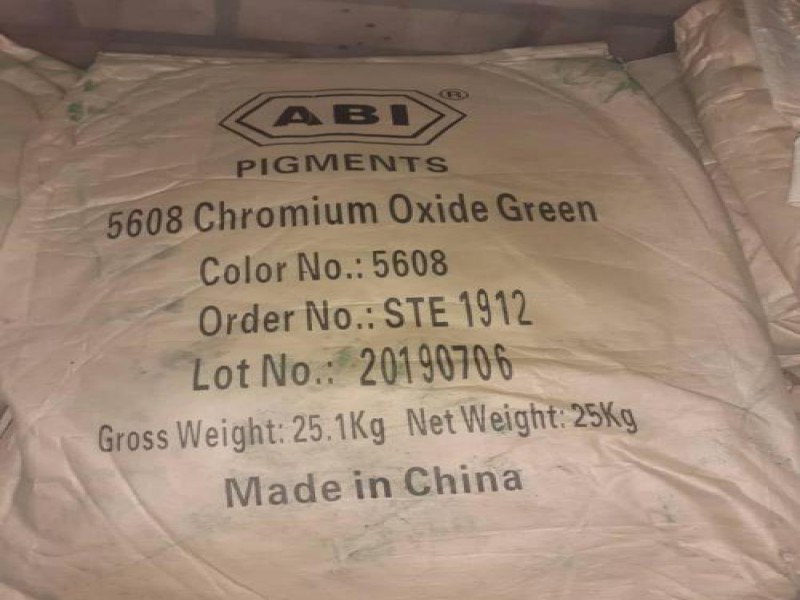 ABI ®
PIGMENTS
5608 Chromium Oxide Green
Color No.: 5608
Order No.: STE 1912
Lot No.: 20190706
Gross Weight: 25.1Kg Net Weight: 25Kg
Made in China